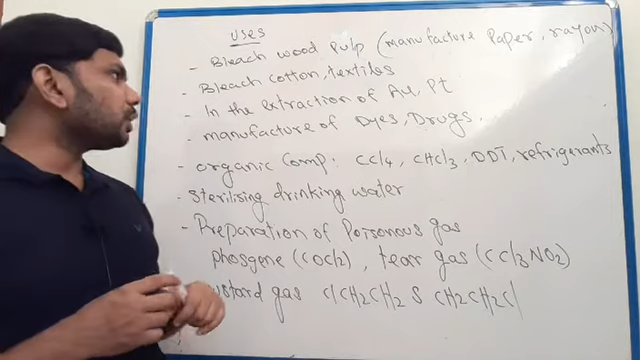 USES
- Bleach wood Pulp (manufacture Paper, rayon)
- Bleach cotton, textiles
- In the extraction of Au, Pt
- manufacture of Dyes, Drugs.
- organic Comp: CCl4, CHCl3, DDT, refrigerants
- Sterilising drinking water
- Preparation of Poisonous gas
phosgene (COCl2), tear gas (CCl3NO2)
ustard gas ClCH2CH2 S CH2CH2Cl